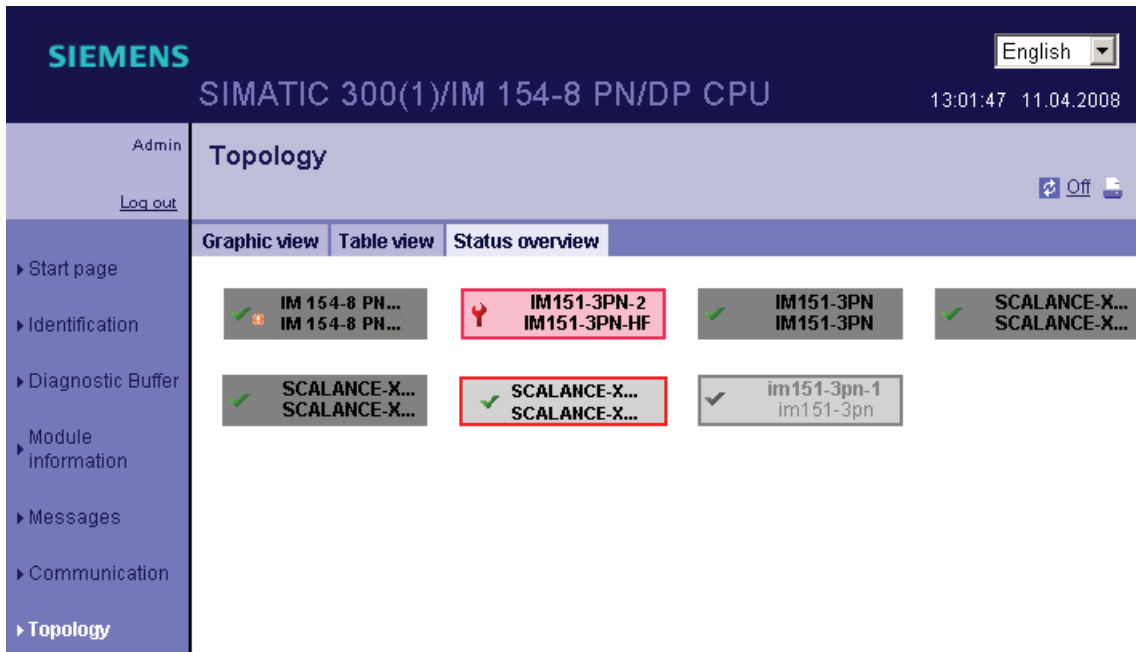 SIEMENS
English
SIMATIC 300(1)/IM 154-8 PN/DP CPU
13:01:47 11.04.2008
Admin
Log out
Topology
Off
Graphic view
Table view
Status overview
Start page
Identification
Diagnostic Buffer
Module
information
Messages
Communication
Topology
IM 154-8 PN...
IM 154-8 PN...
IM151-3PN-2
IM151-3PN-HF
IM151-3PN
IM151-3PN
SCALANCE-X...
SCALANCE-X...
SCALANCE-X...
SCALANCE-X...
SCALANCE-X...
SCALANCE-X...
im151-3pn-1
im151-3pn